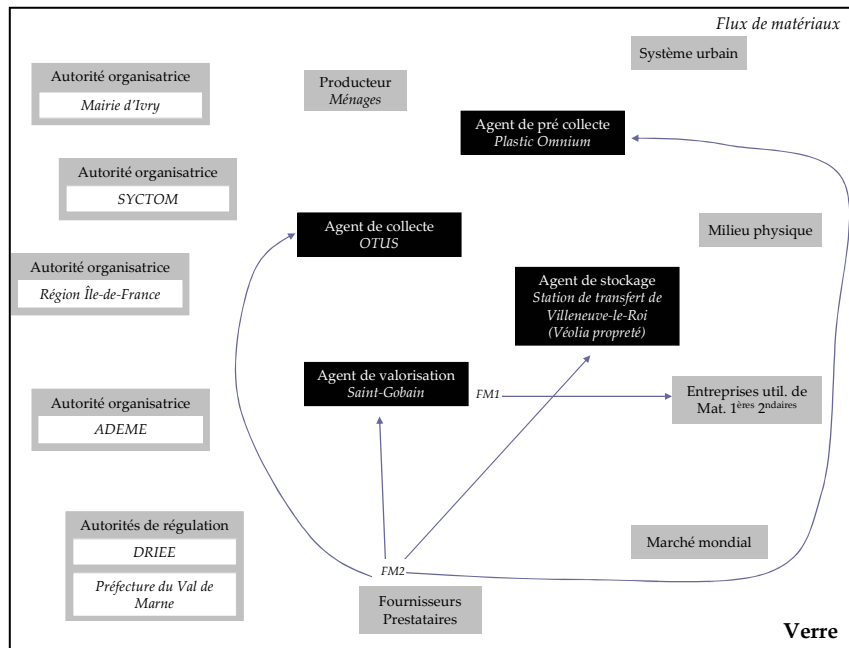 Flux de matériaux
Système urbain
Autorité organisatrice
Mairie d'Ivry
Producteur
Ménages
Agent de pré collecte
Plastic Omnium
Autorité organisatrice
SYCTOM
Agent de collecte
OTUS
Milieu physique
Autorité organisatrice
Région Île-de-France
Agent de stockage
Station de transfert de
Villeneuve-le-Roi
(Véolia propreté)
Agent de valorisation
Saint-Gobain
FM1
Entreprises util. de
Mat. 1ères 2ndaires
Autorité organisatrice
ADEME
Autorités de régulation
DRIEE
Préfecture du Val de
Marne
Marché mondial
FM2
Fournisseurs
Prestataires
Verre